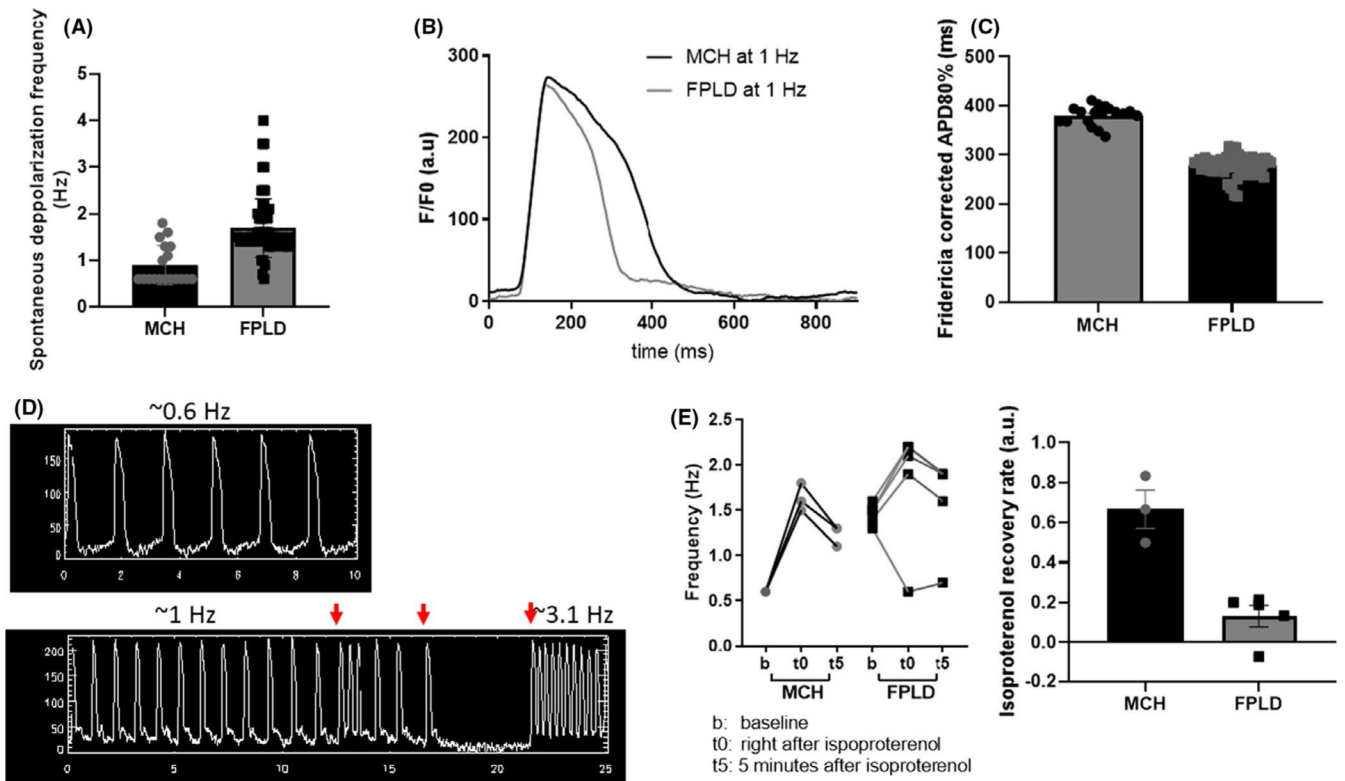 (A)
Spontaneous deppolarization frequency
(Hz)
5
4
3
2
1
0
MCH
FPLD
(B)
F/F0 (a.u)
300
200
100
0
MCH at 1 Hz
FPLD at 1 Hz
0
200
400
600
800
time (ms)
(C)
Fridericia corrected APD80% (ms)
500
400
300
200
100
0
MCH
FPLD
(D)
~0.6 Hz
150
100
50
0
0
2
4
6
8
10
~1 Hz
~3.1 Hz
200
150
100
50
0
0
5
10
15
20
25
(E)
Frequency (Hz)
2.5
2.0
1.5
1.0
0.5
0.0
b
t0
t5
b
t0
t5
MCH
FPLD
b: baseline
t0: right after ispoproterenol
t5: 5 minutes after isoproterenol
Isoproterenol recovery rate (a.u.)
1.0
0.8
0.6
0.4
0.2
0.0
-0.2
MCH
FPLD